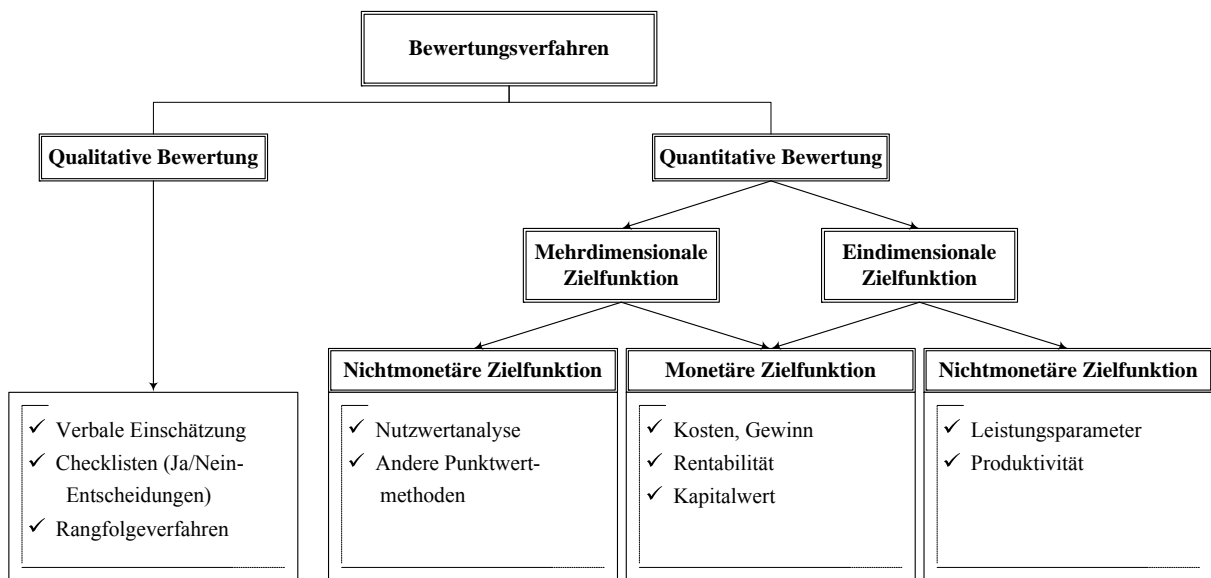 Bewertungsverfahren
Qualitative Bewertung
Quantitative Bewertung
Mehrdimensionale
Zielfunktion
Eindimensionale
Zielfunktion
Nichtmonetäre Zielfunktion
Monetäre Zielfunktion
Nichtmonetäre Zielfunktion
✓ Verbale Einschätzung
✓ Checklisten (Ja/Nein-
Entscheidungen)
✓ Rangfolgeverfahren
✓ Nutzwertanalyse
✓ Andere Punktwert-
methoden
✓ Kosten, Gewinn
✓ Rentabilität
✓ Kapitalwert
✓ Leistungsparameter
✓ Produktivität